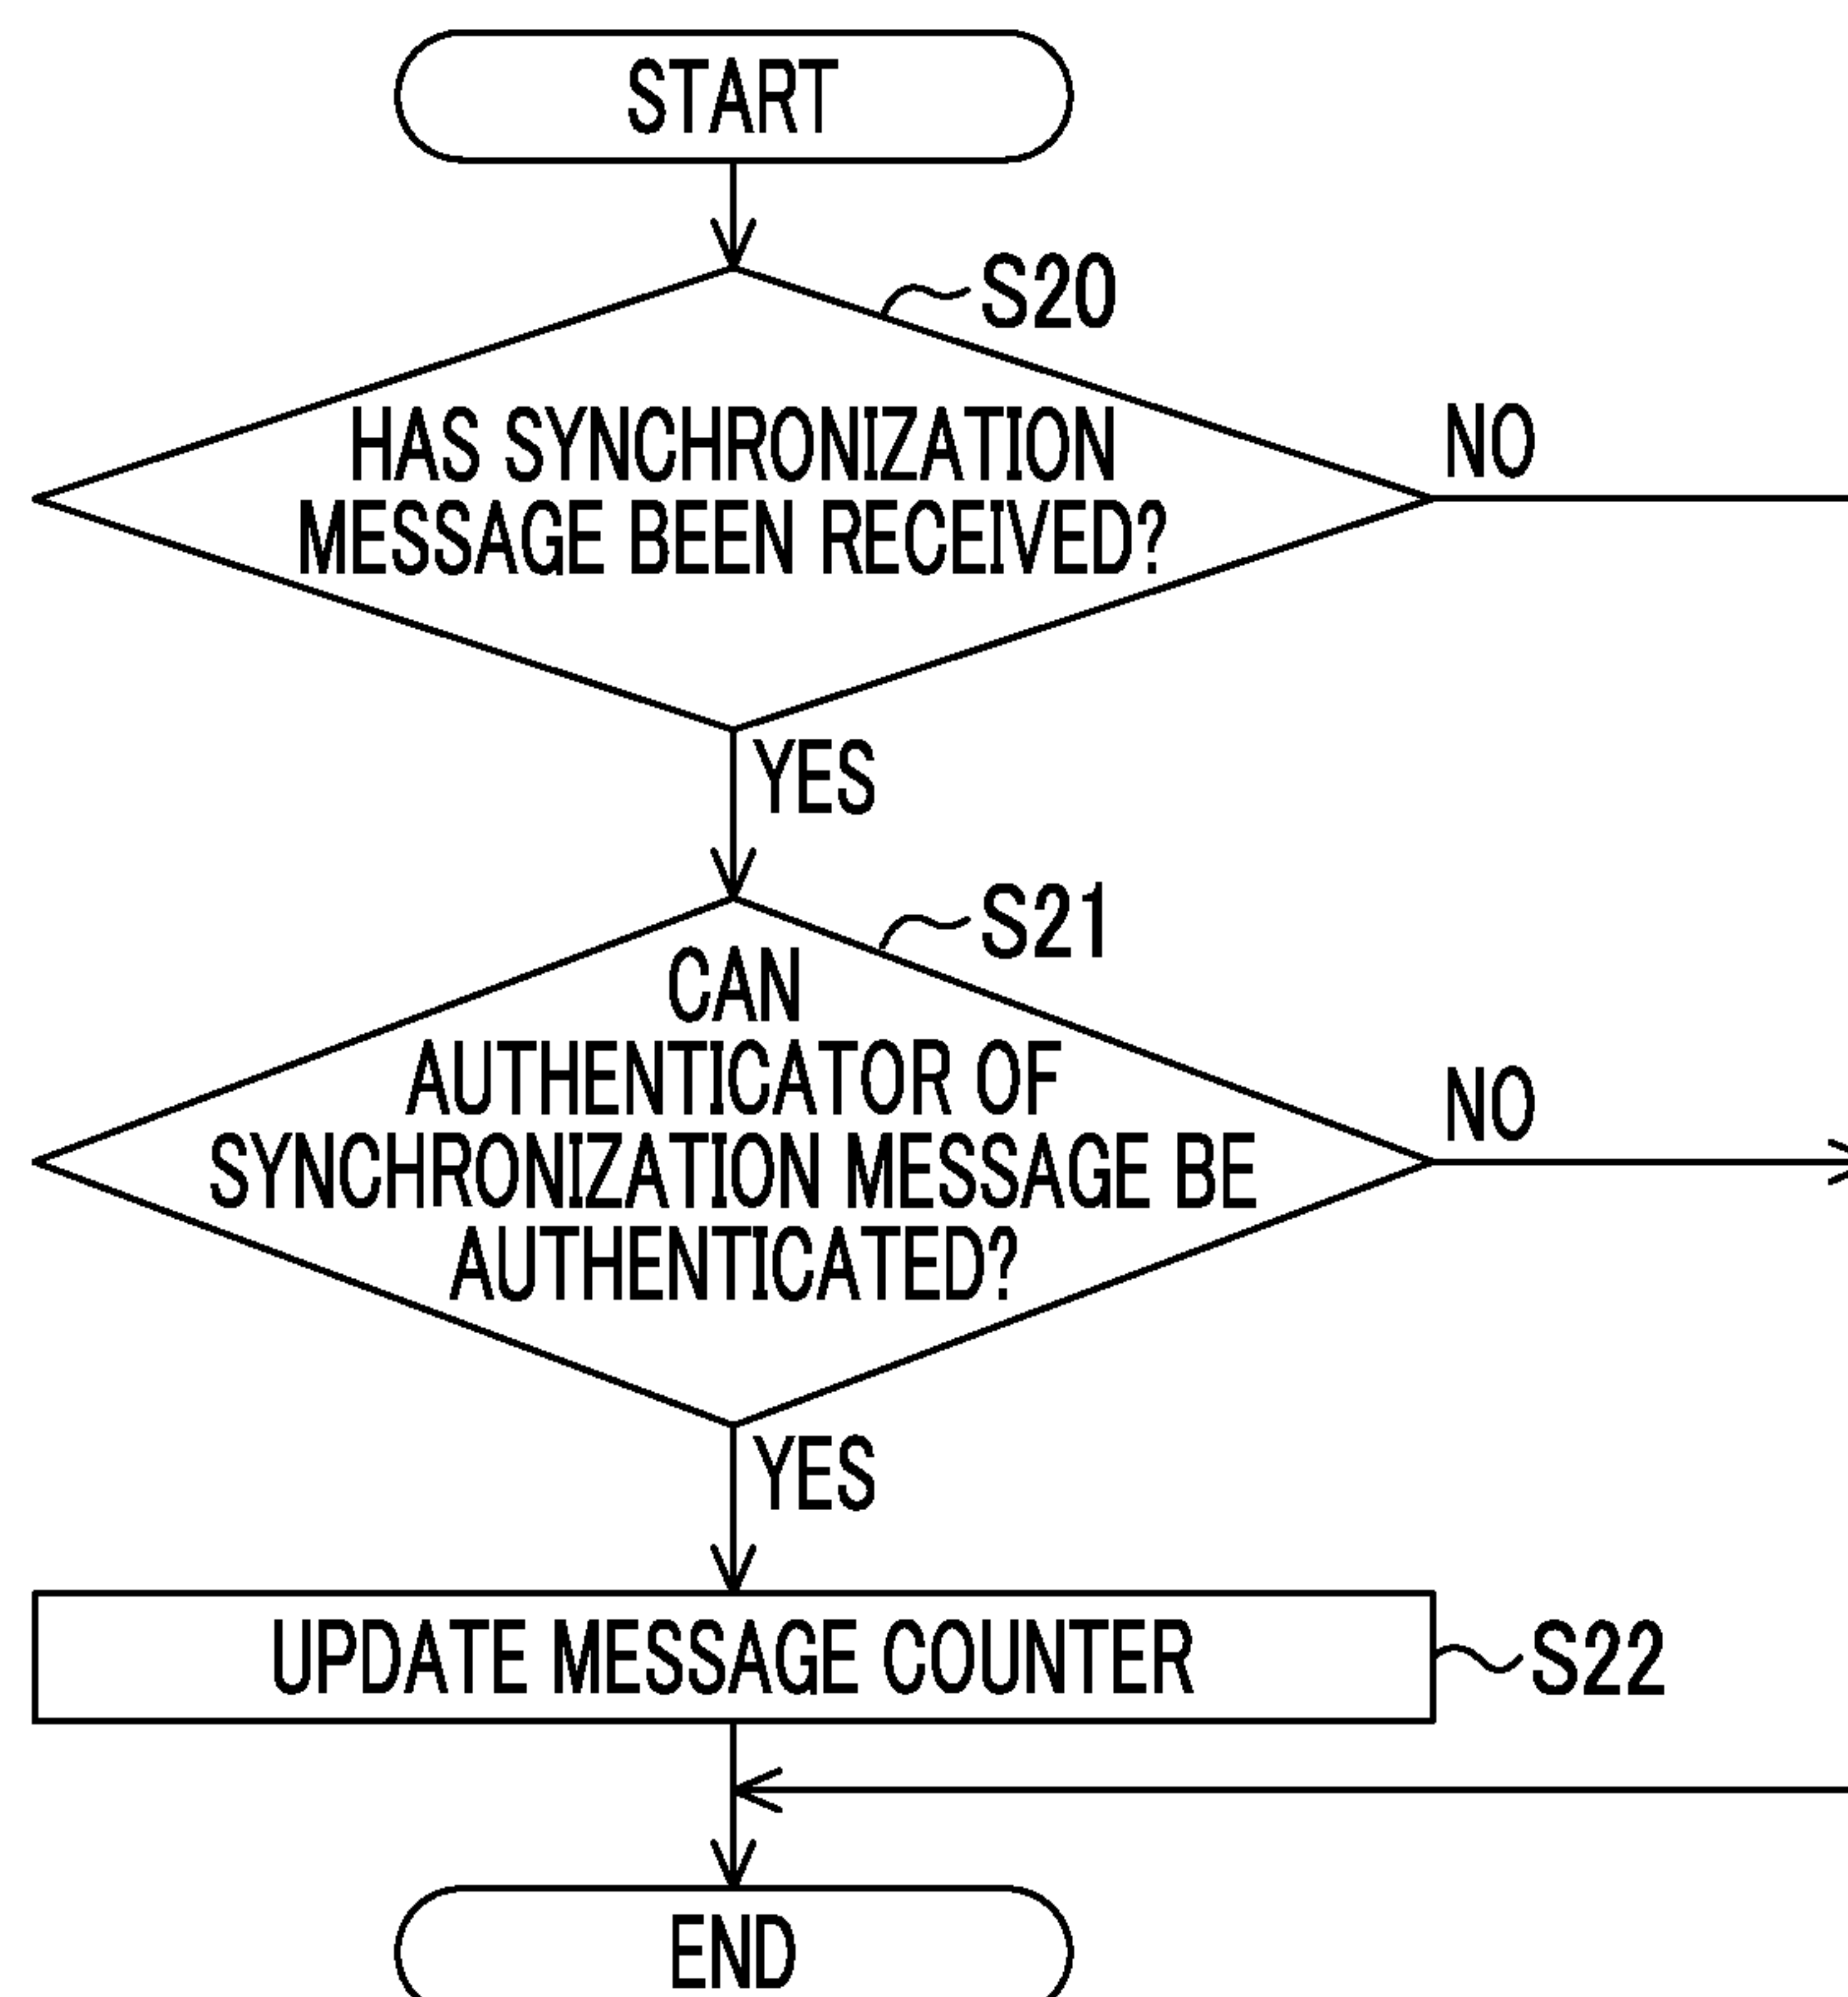 START
S20
HAS SYNCHRONIZATION
MESSAGE BEEN RECEIVED?
NO
YES
S21
CAN
AUTHENTICATOR OF
SYNCHRONIZATION MESSAGE BE
AUTHENTICATED?
NO
YES
UPDATE MESSAGE COUNTER
S22
END